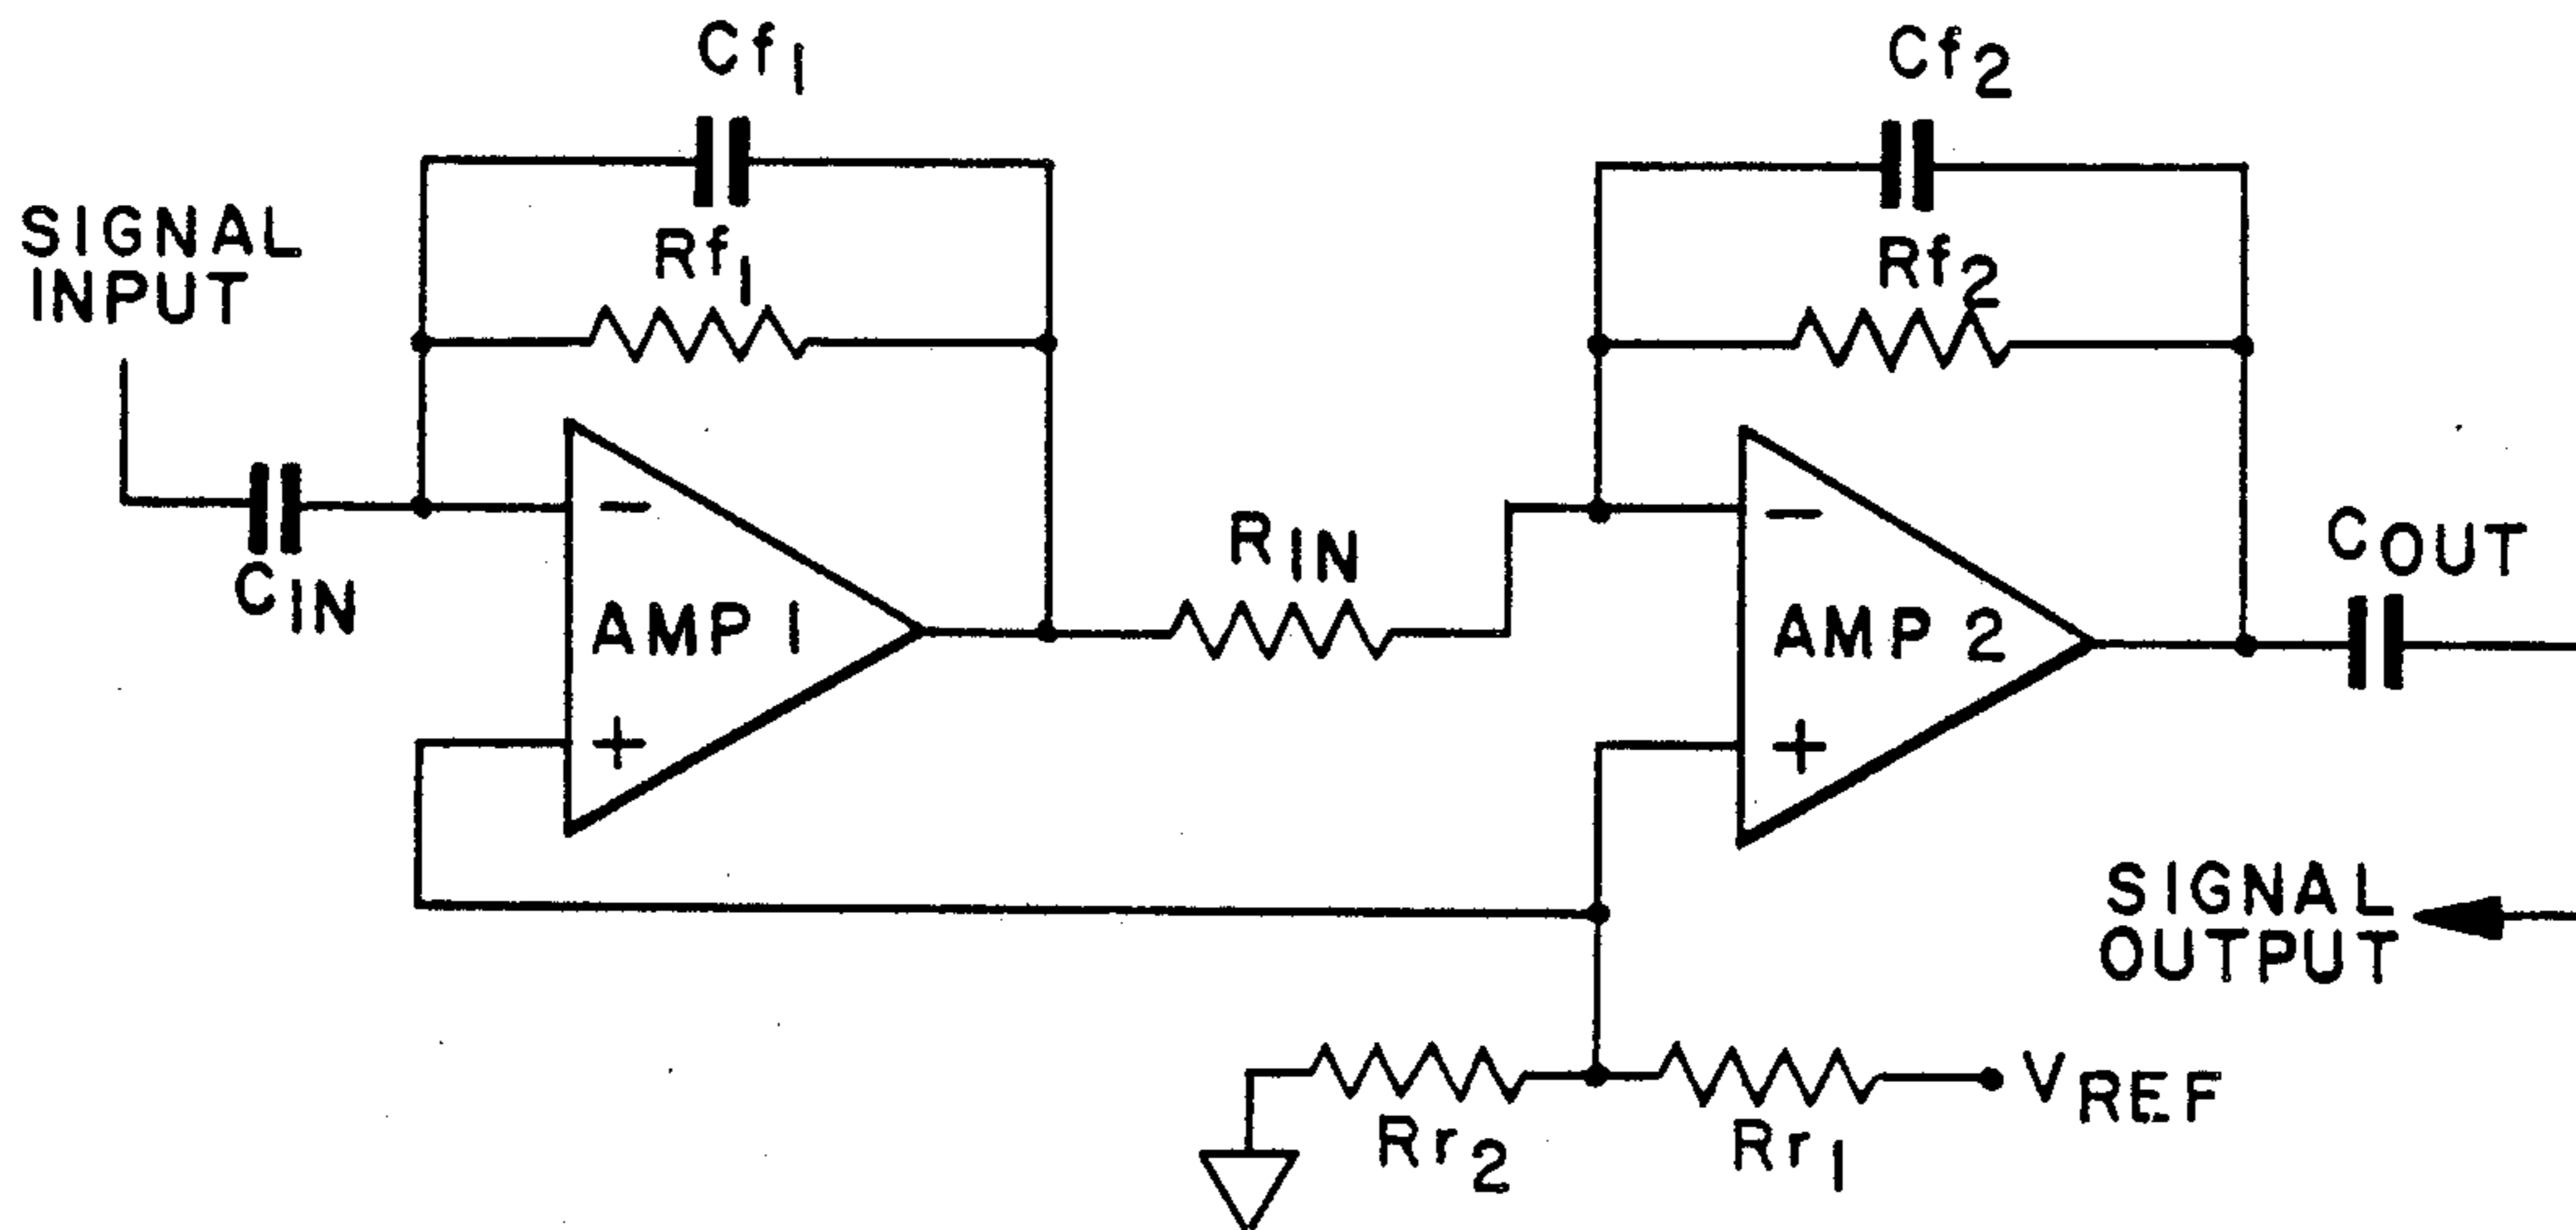 Cf1
Cf2
SIGNAL
INPUT
Rf1
Rf2
CIN
−
AMP 1
+
RIN
−
AMP 2
+
COUT
SIGNAL
OUTPUT
Rr2
Rr1
VREF